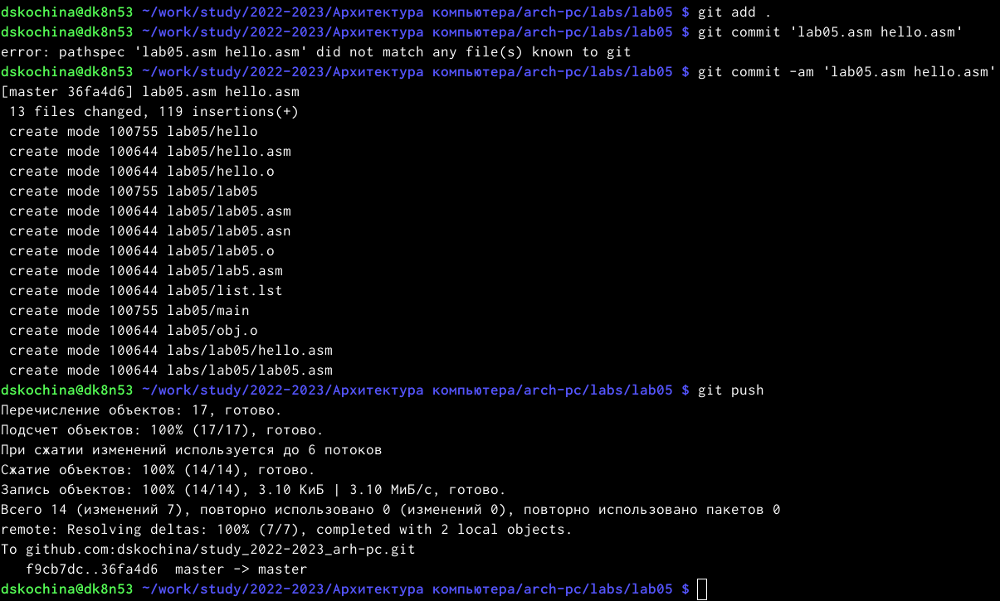 dskochina@dk8n53 ~/work/study/2022-2023/Архитектура компьютера/arch-pc/labs/lab05 $ git add .
dskochina@dk8n53 ~/work/study/2022-2023/Архитектура компьютера/arch-pc/labs/lab05 $ git commit 'lab05.asm hello.asm'
error: pathspec 'lab05.asm hello.asm' did not match any file(s) known to git
dskochina@dk8n53 ~/work/study/2022-2023/Архитектура компьютера/arch-pc/labs/lab05 $ git commit -am 'lab05.asm hello.asm'
[master 36fa4d6] lab05.asm hello.asm
 13 files changed, 119 insertions(+)
 create mode 100755 lab05/hello
 create mode 100644 lab05/hello.asm
 create mode 100644 lab05/hello.o
 create mode 100755 lab05/lab05
 create mode 100644 lab05/lab05.asm
 create mode 100644 lab05/lab05.asn
 create mode 100644 lab05/lab05.o
 create mode 100644 lab05/lab5.asm
 create mode 100644 lab05/list.lst
 create mode 100755 lab05/main
 create mode 100644 lab05/obj.o
 create mode 100644 labs/lab05/hello.asm
 create mode 100644 labs/lab05/lab05.asm
dskochina@dk8n53 ~/work/study/2022-2023/Архитектура компьютера/arch-pc/labs/lab05 $ git push
Перечисление объектов: 17, готово.
Подсчет объектов: 100% (17/17), готово.
При сжатии изменений используется до 6 потоков
Сжатие объектов: 100% (14/14), готово.
Запись объектов: 100% (14/14), 3.10 КиБ | 3.10 МиБ/с, готово.
Всего 14 (изменений 7), повторно использовано 0 (изменений 0), повторно использовано пакетов 0
remote: Resolving deltas: 100% (7/7), completed with 2 local objects.
To github.com:dskochina/study_2022-2023_arh-pc.git
   f9cb7dc..36fa4d6  master -> master
dskochina@dk8n53 ~/work/study/2022-2023/Архитектура компьютера/arch-pc/labs/lab05 $